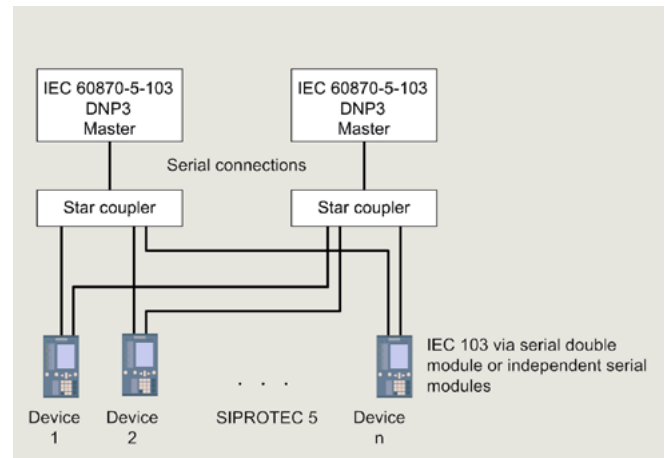 IEC 60870-5-103
DNP3
Master
IEC 60870-5-103
DNP3
Master
Serial connections
Star coupler
Star coupler
IEC 103 via serial double
module or independent serial
modules
. . .
Device
1
Device
2
SIPROTEC 5
Device
n